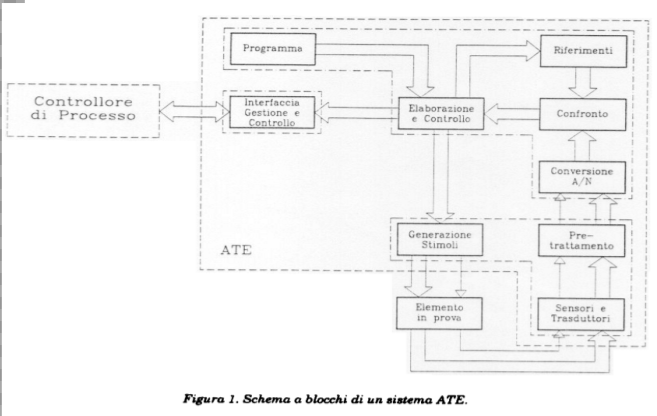 Programma
Riferimenti
Controllore
di Processo
Interfaccia
Gestione e
Controllo
Elaborazione
e Controllo
Confronto
Conversione
A/N
ATE
Generazione
Stimoli
Pre-
trattamento
Elemento
in prova
Sensori e
Trasduttori
Figura 1. Schema a blocchi di un sistema ATE.